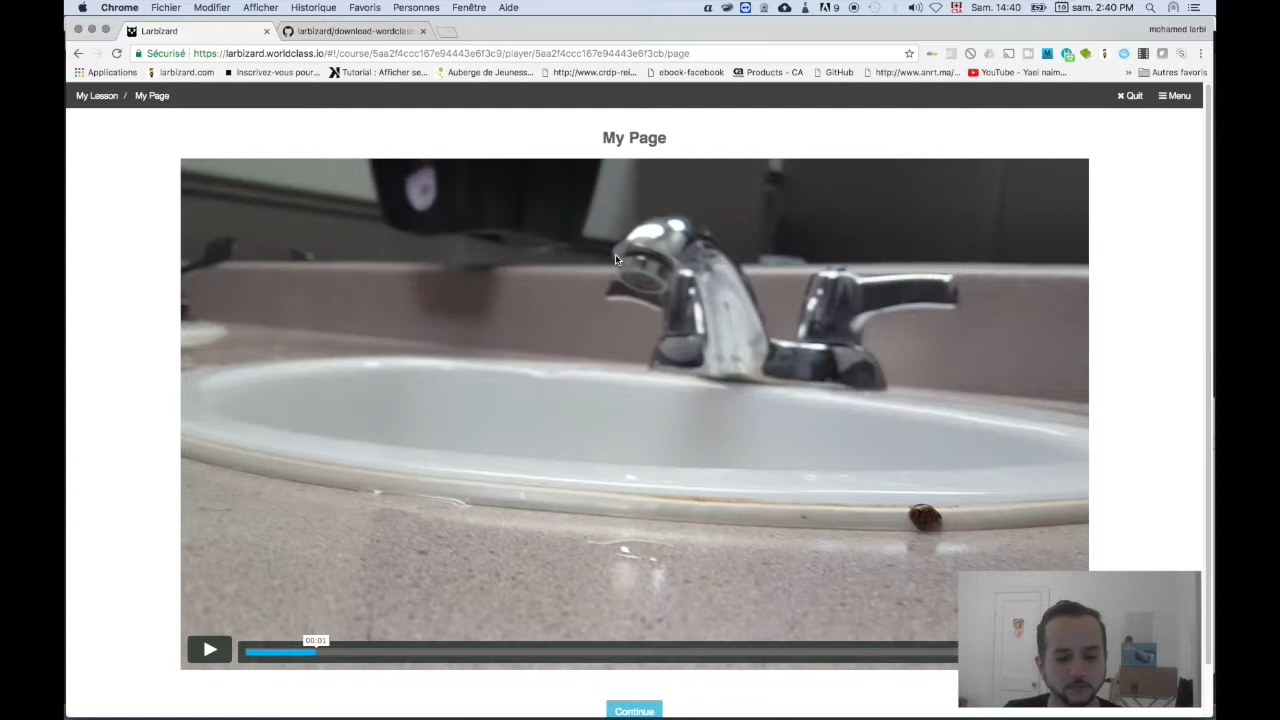 Chrome Fichier Modifier Afficher Historique Favoris Personnes Fenêtre Aide 9 Sam. 14:40 10 sam. 2:40 PM
Larbizard larbizard/download-wordclass mohamed larbi
Sécurisé https://larbizard.worldclass.io/#!/course/5aa2f4ccc167e94443e6f3c9/player/5aa2f4ccc167e94443e6f3cb/page
Applications larbizard.com Inscrivez-vous pour... Tutorial : Afficher se... Auberge de Jeuness... http://www.crdp-rei... ebook-facebook Products - CA GitHub http://www.anrt.ma/ YouTube - Yael naim... » Autres favoris
My Lesson / My Page Quit Menu
My Page
00:01
Continue